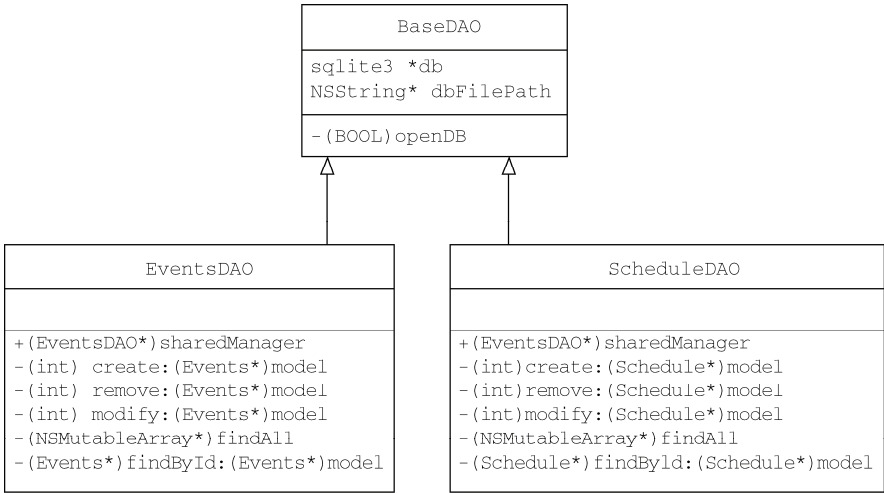 BaseDAO
sqlite3 *db
NSString* dbFilePath
-(BOOL)openDB
EventsDAO
+(EventsDAO*)sharedManager
-(int) create:(Events*)model
-(int) remove:(Events*)model
-(int) modify:(Events*)model
-(NSMutableArray*)findAll
-(Events*)findById:(Events*)model
ScheduleDAO
+(EventsDAO*)sharedManager
-(int)create:(Schedule*)model
-(int)remove:(Schedule*)model
-(int)modify:(Schedule*)model
-(NSMutableArray*)findAll
-(Schedule*)findByld:(Schedule*)model